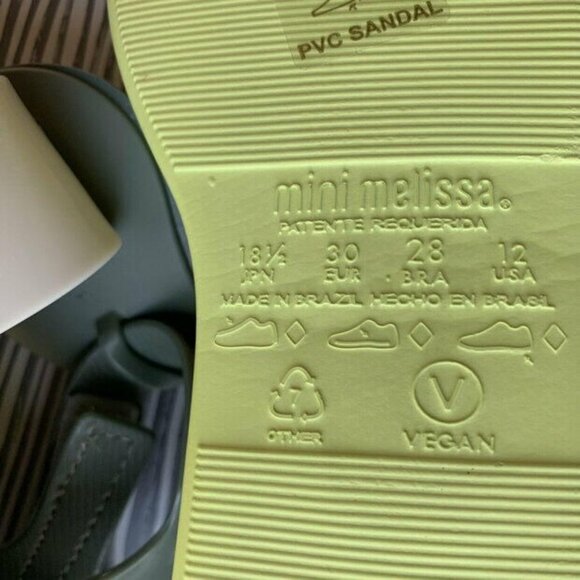 PVC SANDAL
mini melissa®
PATENTE REQUERIDA
18½ 30 28 12
JPN EUR BRA USA
MADE IN BRAZIL HECHO EN BRASIL
7 V
OTHER VEGAN